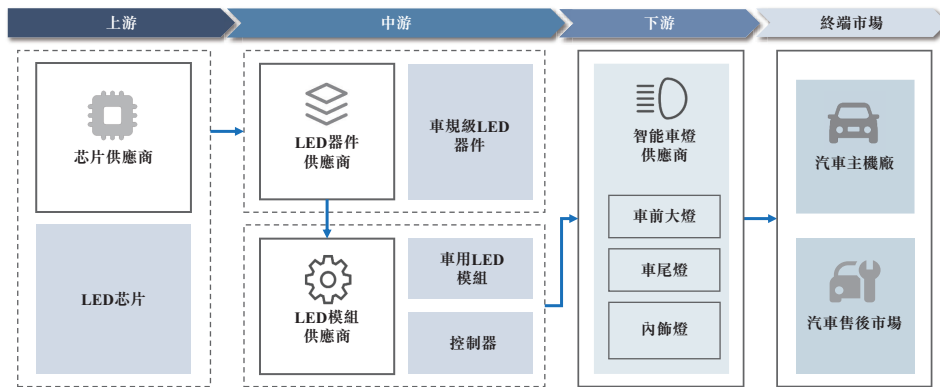 上游
中游
下游
終端市場
芯片供應商
LED芯片
LED器件
供應商
車規級LED
器件
LED模組
供應商
車用LED
模組
控制器
智能車燈
供應商
車前大燈
車尾燈
內飾燈
汽車主機廠
汽車售後市場